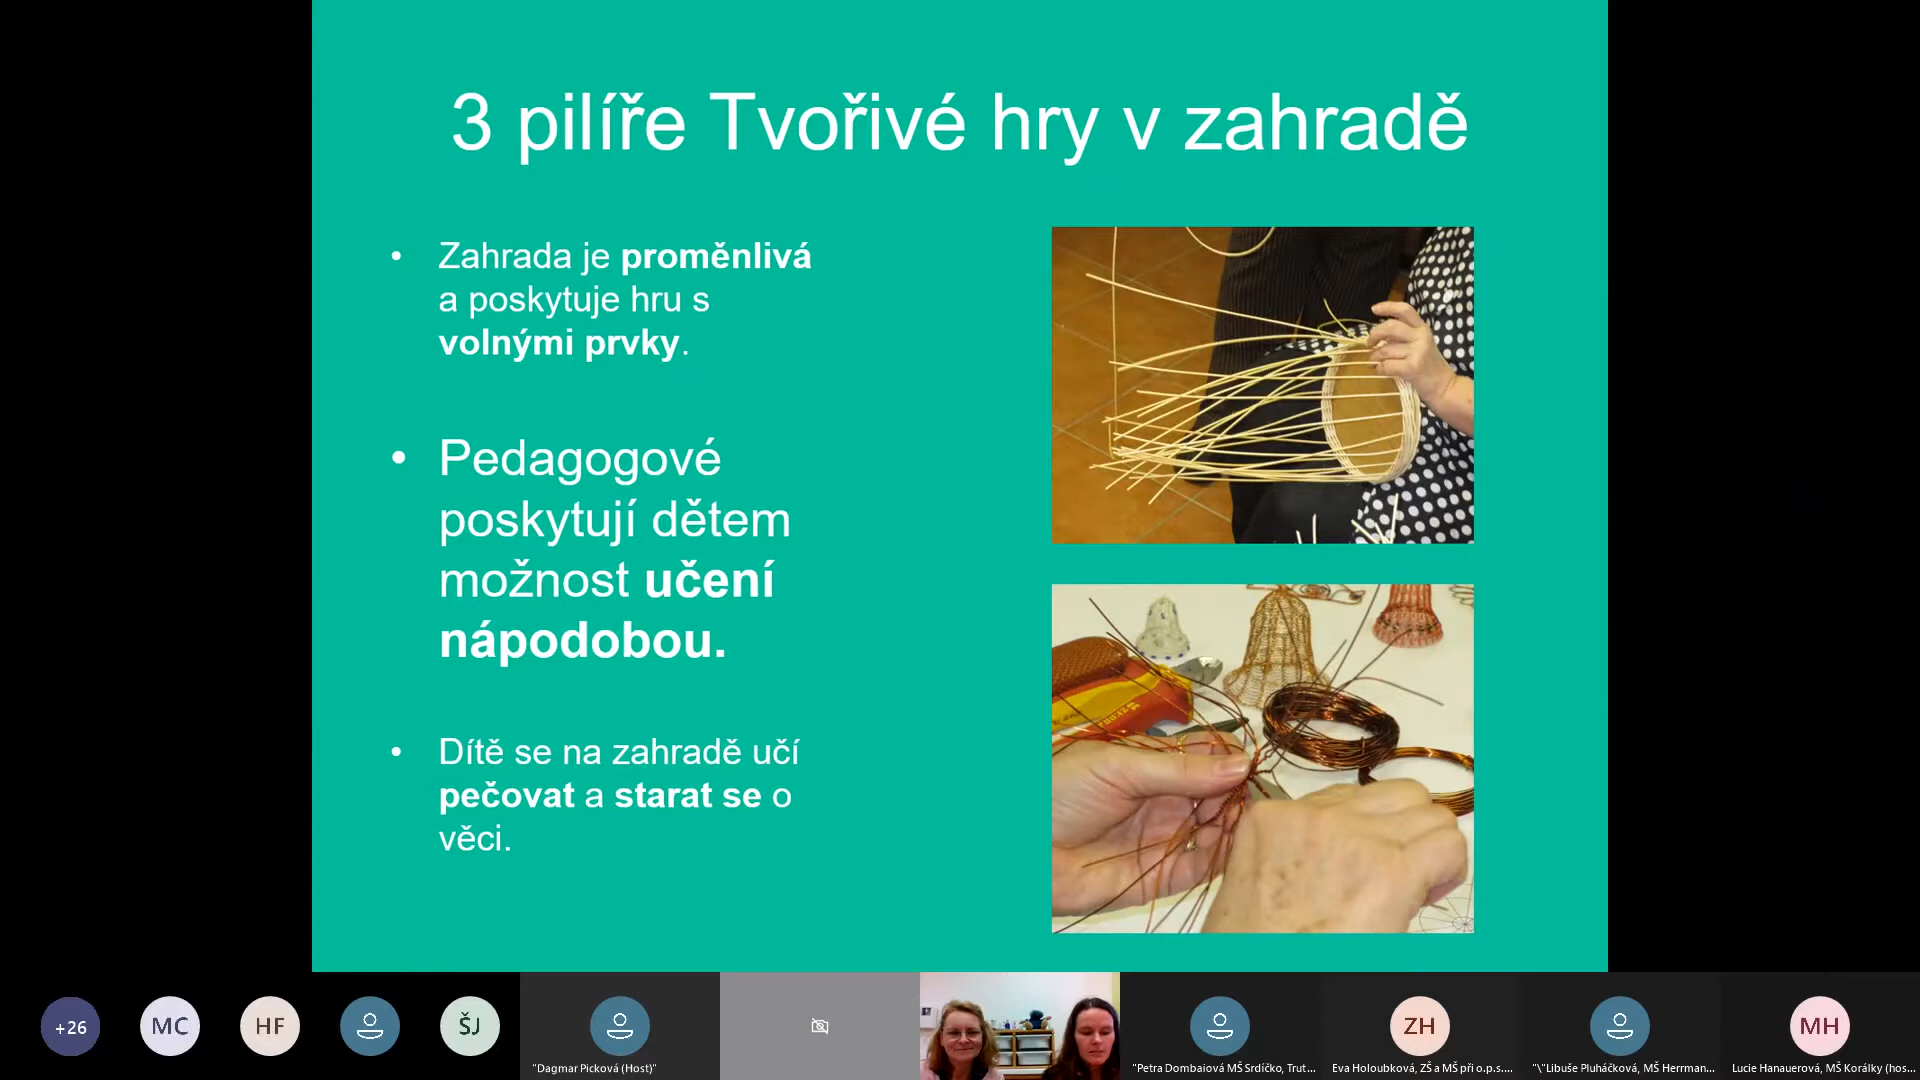 3 pilíře Tvořivé hry v zahradě
• Zahrada je proměnlivá
a poskytuje hru s
volnými prvky.
• Pedagogové
poskytují dětem
možnost učení
nápodobou.
• Dítě se na zahradě učí
pečovat a starat se o
věci.
+26
MC
HF
ŠJ
"Dagmar Picková (Host)"
"Petra Dombaiová MŠ Srdíčko, Trut...
ZH
Eva Holoubková, ZŠ a MŠ při o.p.s....
"\"Libuše Pluháčková, MŠ Herrman...
MH
Lucie Hanauerová, MŠ Korálky (hos...